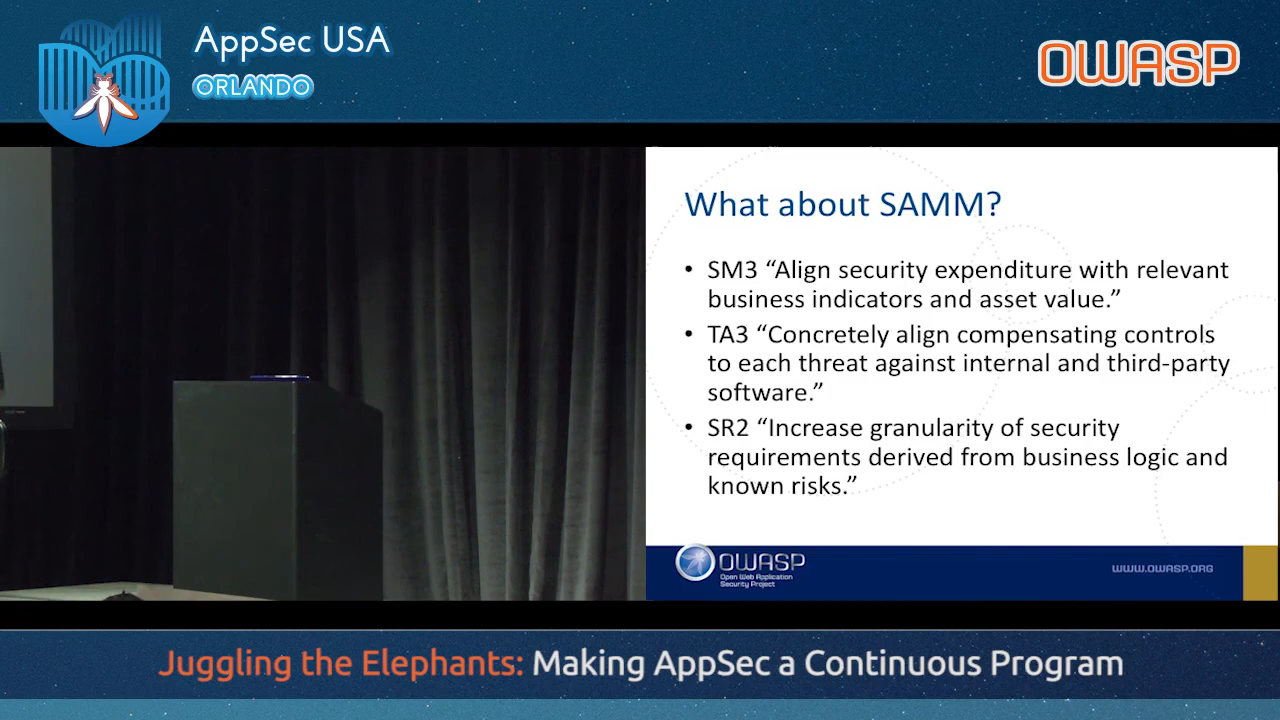 AppSec USA
ORLANDO
OWASP
What about SAMM?
• SM3 “Align security expenditure with relevant
business indicators and asset value.”
• TA3 “Concretely align compensating controls
to each threat against internal and third-party
software.”
• SR2 “Increase granularity of security
requirements derived from business logic and
known risks.”
OWASP
Open Web Application
Security Project
WWW.OWASP.ORG
Juggling the Elephants: Making AppSec a Continuous Program